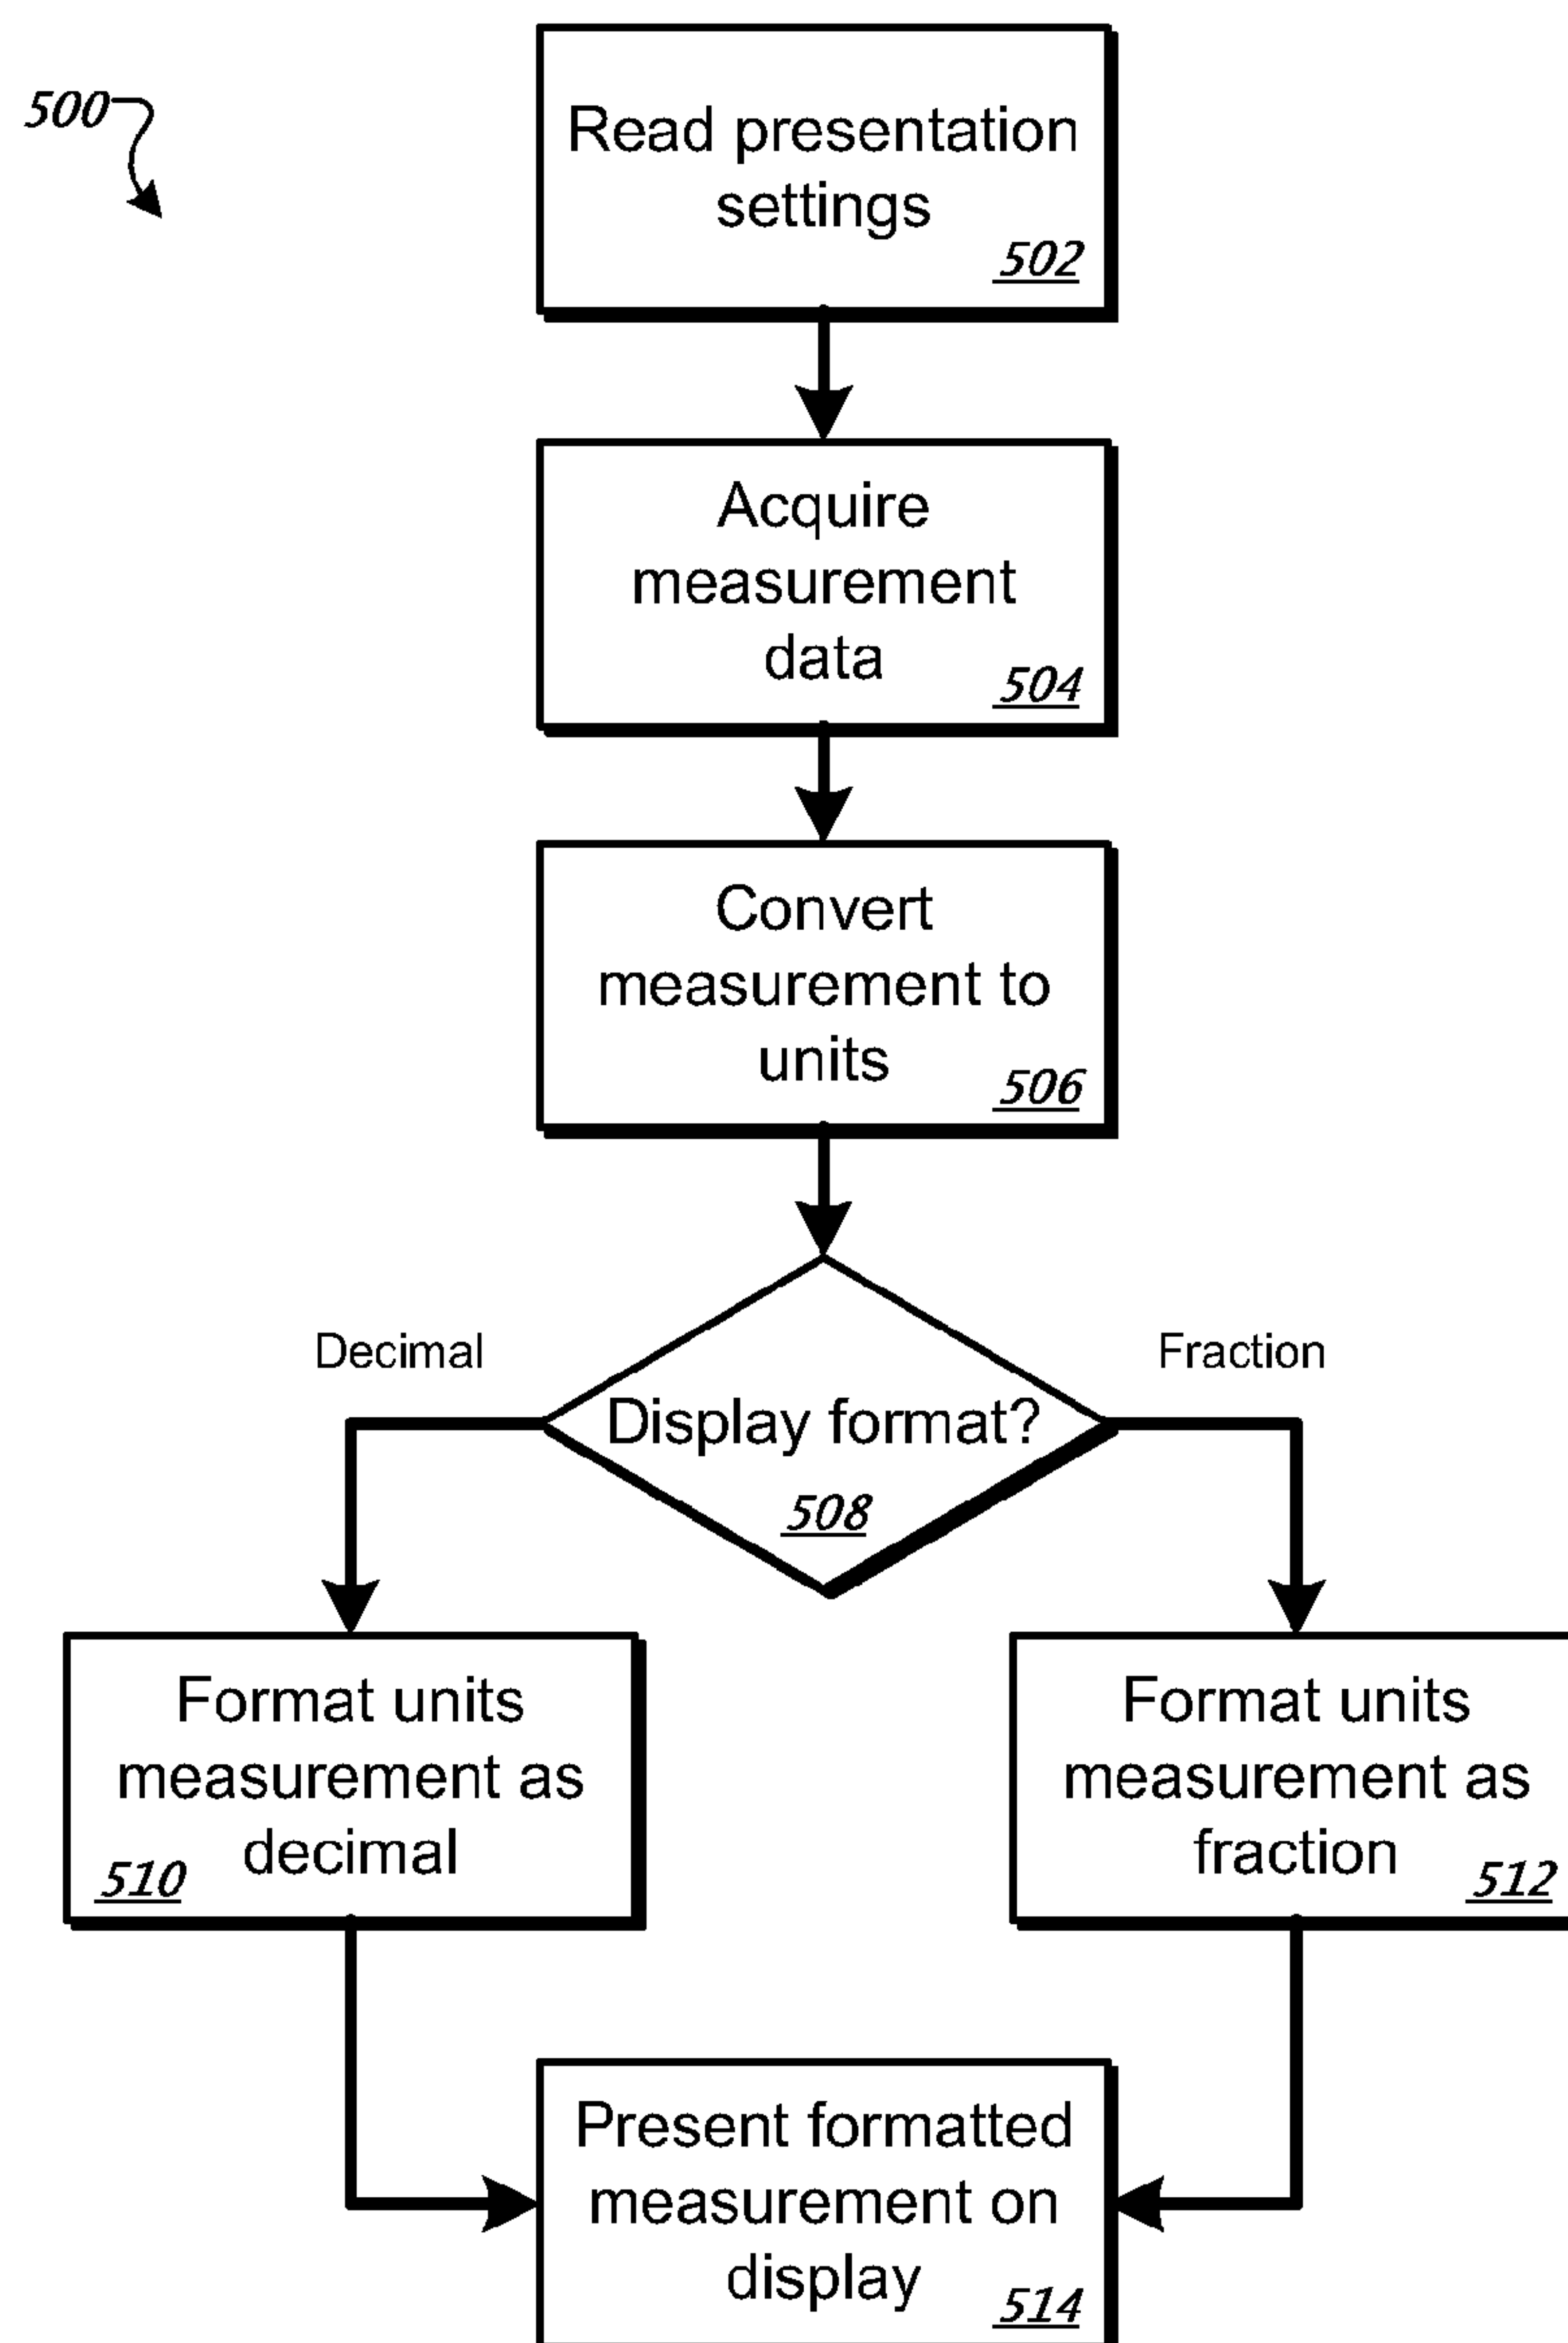 500
Read presentation
settings
502
Acquire
measurement
data
504
Convert
measurement to
units
506
Decimal
Fraction
Display format?
508
Format units
measurement as
decimal
510
Format units
measurement as
fraction
512
Present formatted
measurement on
display
514